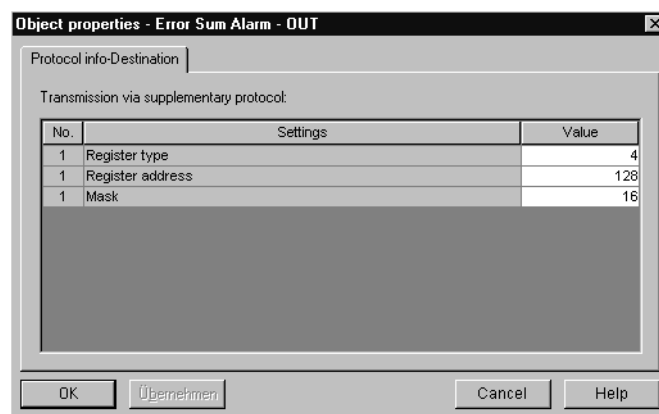 Object properties - Error Sum Alarm - OUT
Protocol info-Destination
Transmission via supplementary protocol:
No. Settings Value
1 Register type 4
1 Register address 128
1 Mask 16
OK Übernehmen Cancel Help